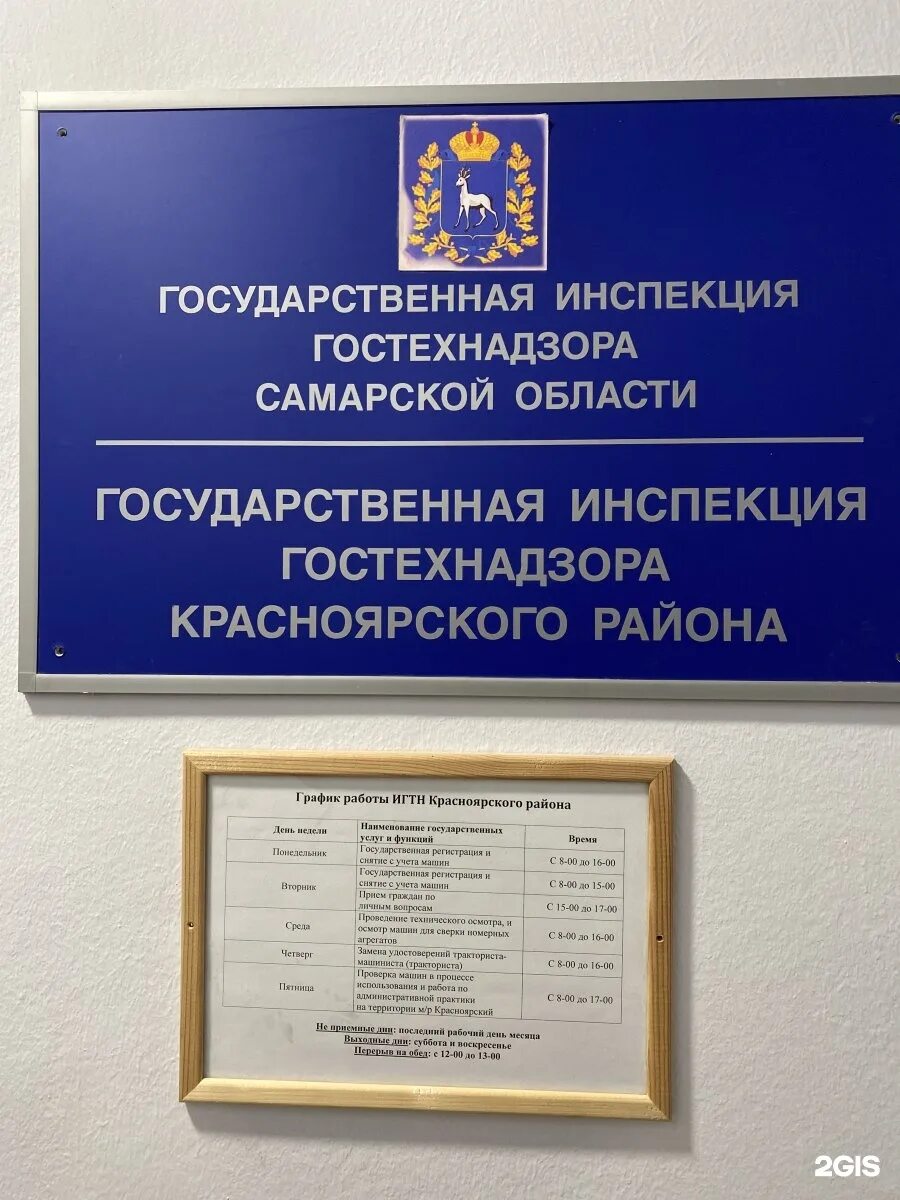 ГОСУДАРСТВЕННАЯ ИНСПЕКЦИЯ
ГОСТЕХНАДЗОРА
САМАРСКОЙ ОБЛАСТИ
ГОСУДАРСТВЕННАЯ ИНСПЕКЦИЯ
ГОСТЕХНАДЗОРА
КРАСНОЯРСКОГО РАЙОНА
График работы ИГТН Красноярского района
День недели
Наименование государственных
услуг и функций
Время
Понедельник
Государственная регистрация и
снятие с учета машин
С 8-00 до 16-00
Вторник
Государственная регистрация и
снятие с учета машин
С 8-00 до 15-00
Прием граждан по
личным вопросам
С 15-00 до 17-00
Среда
Проведение технического осмотра, и
осмотр машин для сверки номерных
агрегатов
С 8-00 до 16-00
Четверг
Замена удостоверений тракториста-
машиниста (тракториста)
С 8-00 до 16-00
Пятница
Проверка машин в процессе
использования и работа по
административной практики
на территории м/р Красноярский
С 8-00 до 17-00
Не приемные дни: последний рабочий день месяца
Выходные дни: суббота и воскресенье
Перерыв на обед: с 12-00 до 13-00
2GIS